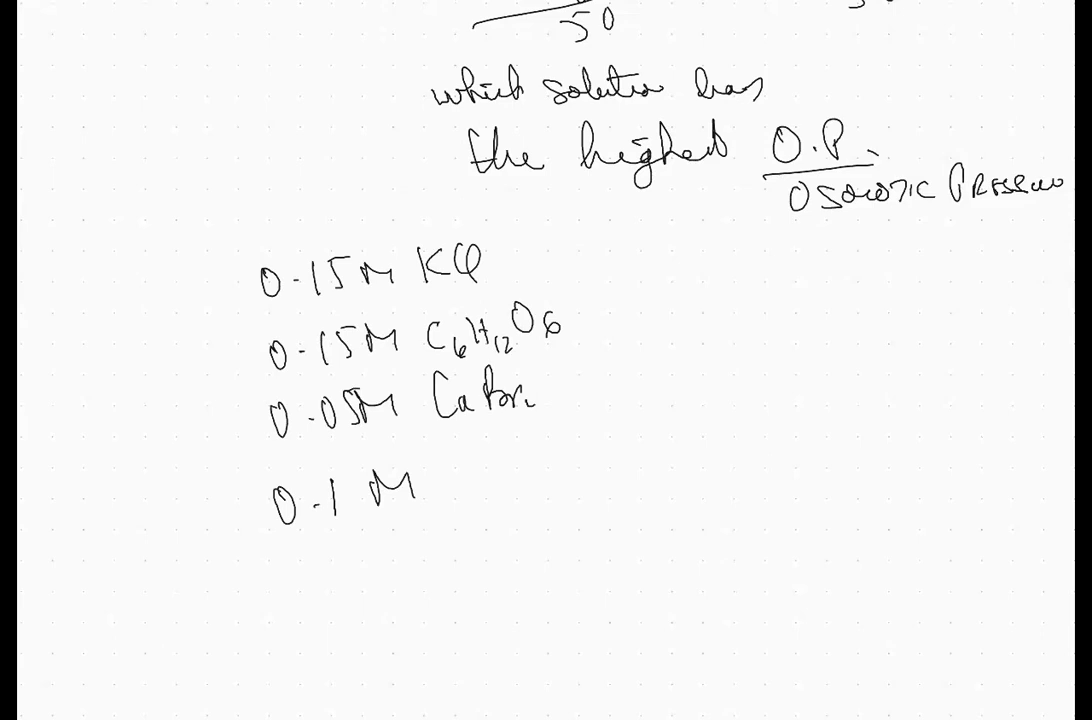 50
which solution has
the highest O.P.
OSMOTIC PRESSURE
0.15M KCl
0.15M C6H12O6
0.05M CaBr2
0.1 M